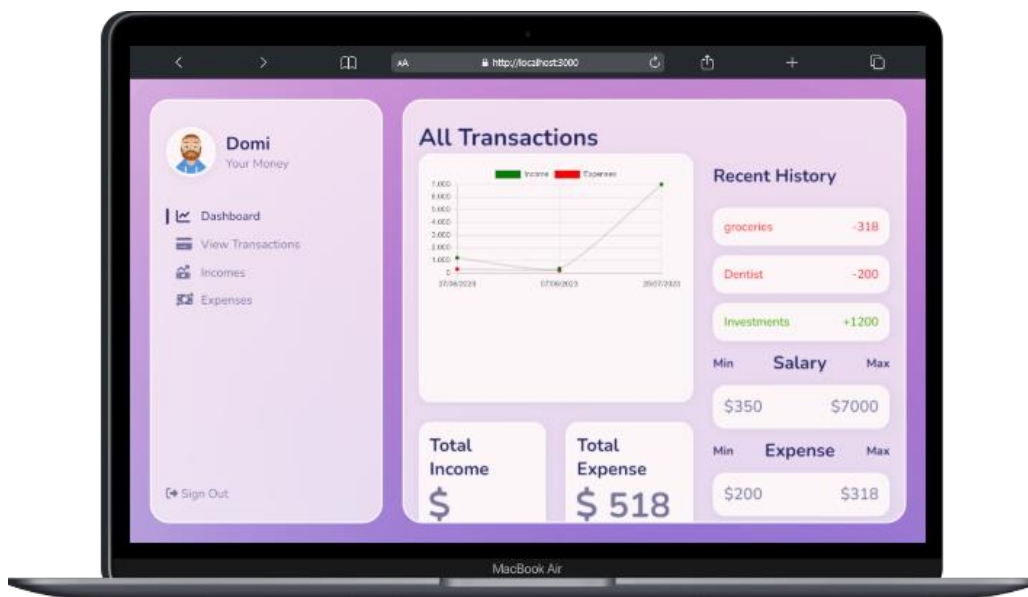 AA http://localhost:3000
Domi
Your Money
Dashboard
View Transactions
Incomes
Expenses
Sign Out
All Transactions
Income Expenses
7,000
6,000
5,000
4,000
3,000
2,000
1,000
0
Recent History
groceries -318
Dentist -200
Investments +1200
Min Salary Max
$350 $7000
Min Expense Max
$200 $318
Total
Income
$
Total
Expense
$ 518
MacBook Air